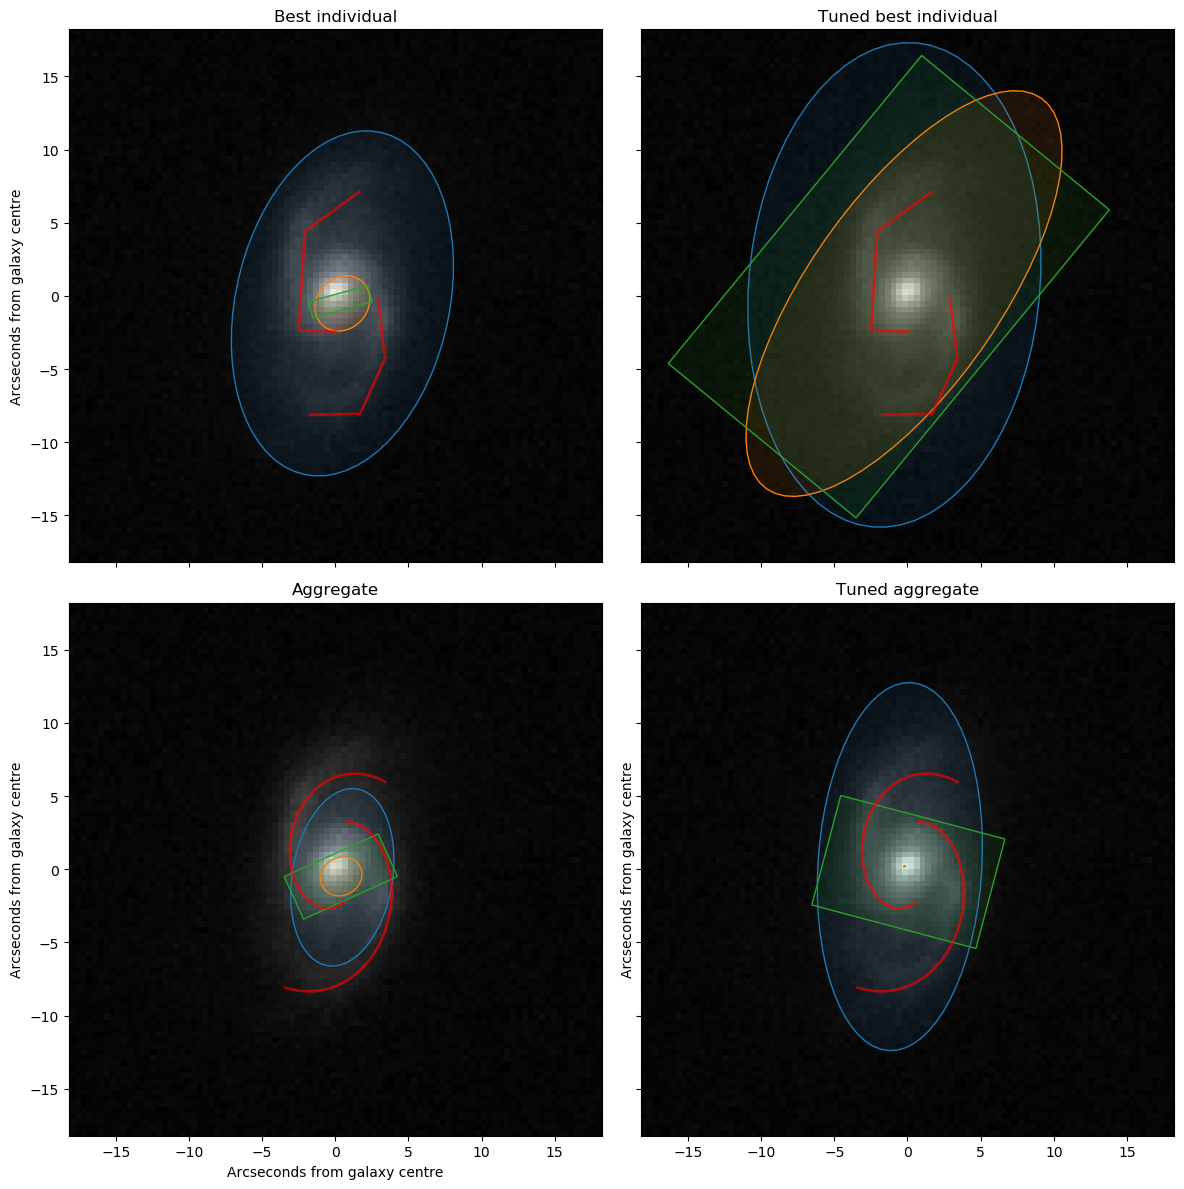 Best individual
Tuned best individual
15
10
5
0
−5
−10
−15
Arcseconds from galaxy centre
Aggregate
Tuned aggregate
15
10
5
0
−5
−10
−15
Arcseconds from galaxy centre
Arcseconds from galaxy centre
−15 −10 −5 0 5 10 15
−15 −10 −5 0 5 10 15
Arcseconds from galaxy centre